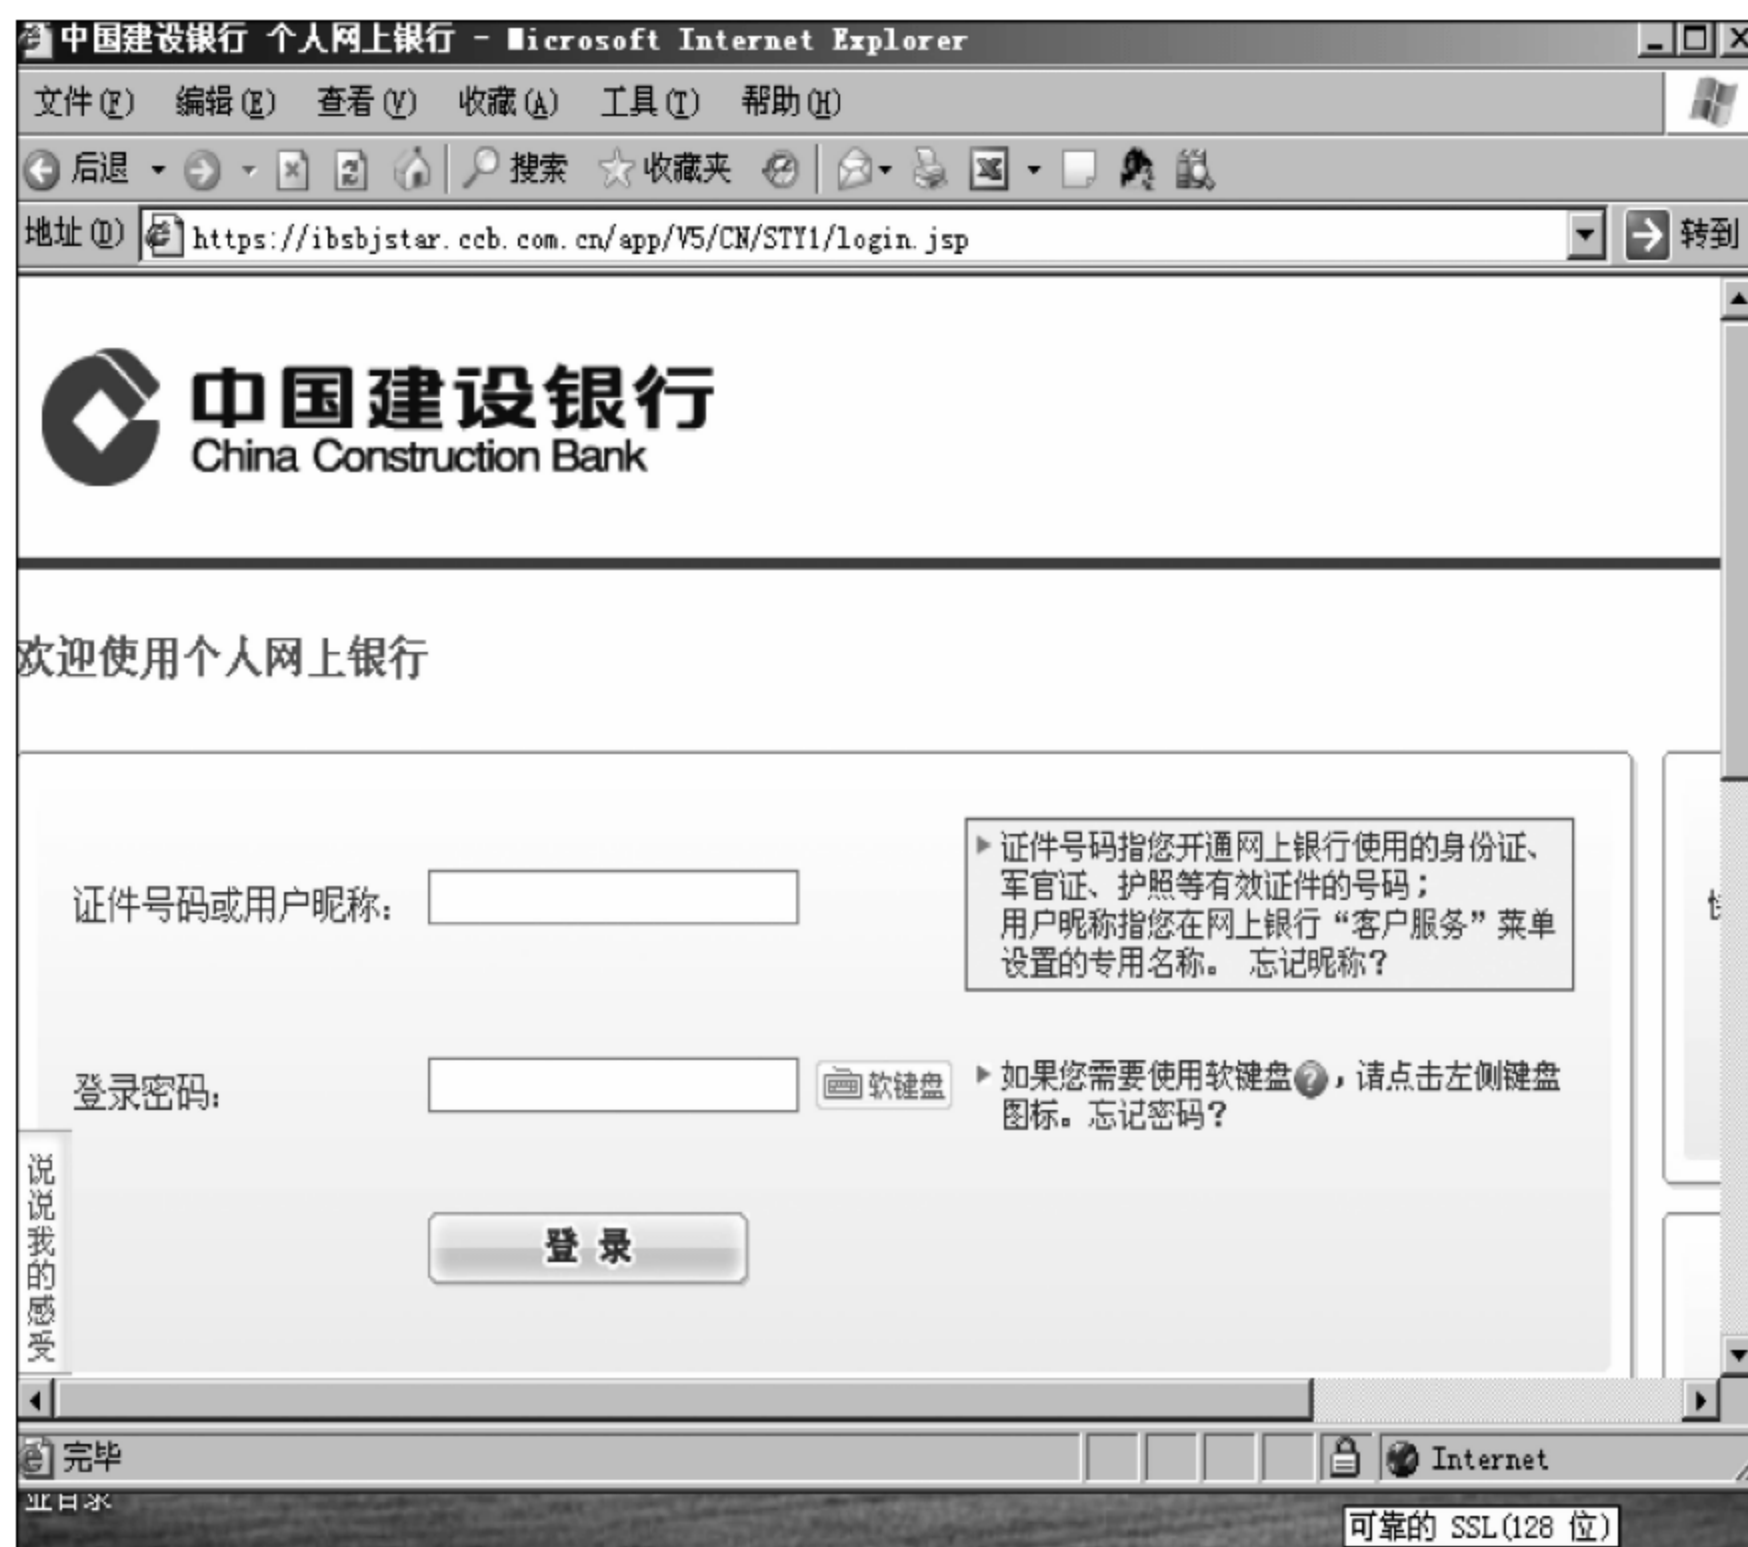 中国建设银行 个人网上银行 - Microsoft Internet Explorer
文件(F) 编辑(E) 查看(V) 收藏(A) 工具(T) 帮助(H)
后退 搜索 收藏夹
地址(D) https://ibsbjstar.ccb.com.cn/app/V5/CN/STY1/login.jsp 转到
中国建设银行
China Construction Bank
欢迎使用个人网上银行
证件号码或用户昵称:
证件号码指您开通网上银行使用的身份证、
军官证、护照等有效证件的号码;
用户昵称指您在网上银行“客户服务”菜单
设置的专用名称。 忘记昵称?
登录密码:
软键盘
如果您需要使用软键盘?,请点击左侧键盘
图标。忘记密码?
登 录
说说我的感受
完毕 Internet
业目录
可靠的 SSL(128 位)